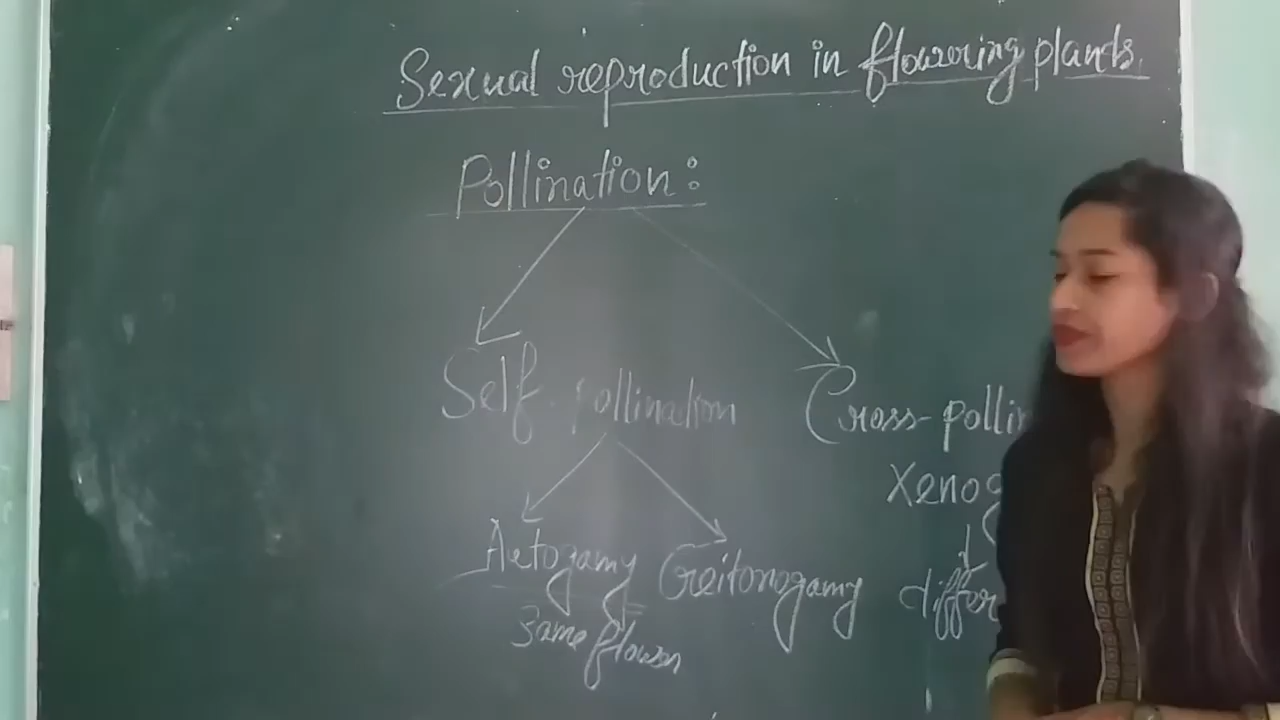 Sexual reproduction in flowering plants.
Pollination:
Self-pollination
Cross-pollin
Xenog
Autogamy
Geitonogamy
differ
same flower